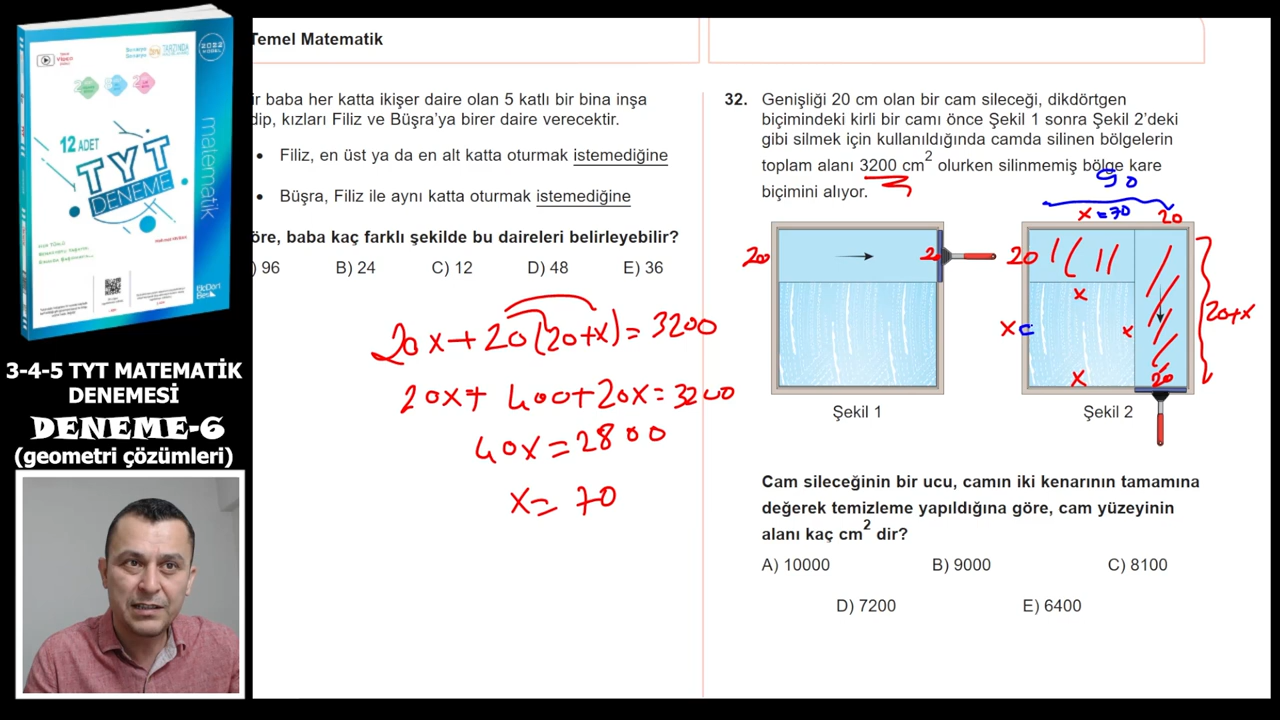 2022
MODEL
TARZINDA
12 ADET
TYT
DENEME
matematik
3-4-5 TYT MATEMATİK
DENEMESİ
DENEME-6
(geometri çözümleri)
Temel Matematik
ir baba her katta ikişer daire olan 5 katlı bir bina inşa
dip, kızları Filiz ve Büşra'ya birer daire verecektir.
• Filiz, en üst ya da en alt katta oturmak istemediğine
• Büşra, Filiz ile aynı katta oturmak istemediğine
öre, baba kaç farklı şekilde bu daireleri belirleyebilir?
) 96 B) 24 C) 12 D) 48 E) 36
20x + 20(20+x) = 3200
20x + 400 + 20x = 3200
40x = 2800
x = 70
32. Genişliği 20 cm olan bir cam sileceği, dikdörtgen
biçimindeki kirli bir camı önce Şekil 1 sonra Şekil 2'deki
gibi silmek için kullanıldığında camda silinen bölgelerin
toplam alanı 3200 cm² olurken silinmemiş bölge kare
biçimini alıyor.
90
x = 70 20
20 20 20
x
x x 20+x
x 20
Şekil 1 Şekil 2
Cam sileceğinin bir ucu, camın iki kenarının tamamına
değerek temizleme yapıldığına göre, cam yüzeyinin
alanı kaç cm² dir?
A) 10000 B) 9000 C) 8100
D) 7200 E) 6400